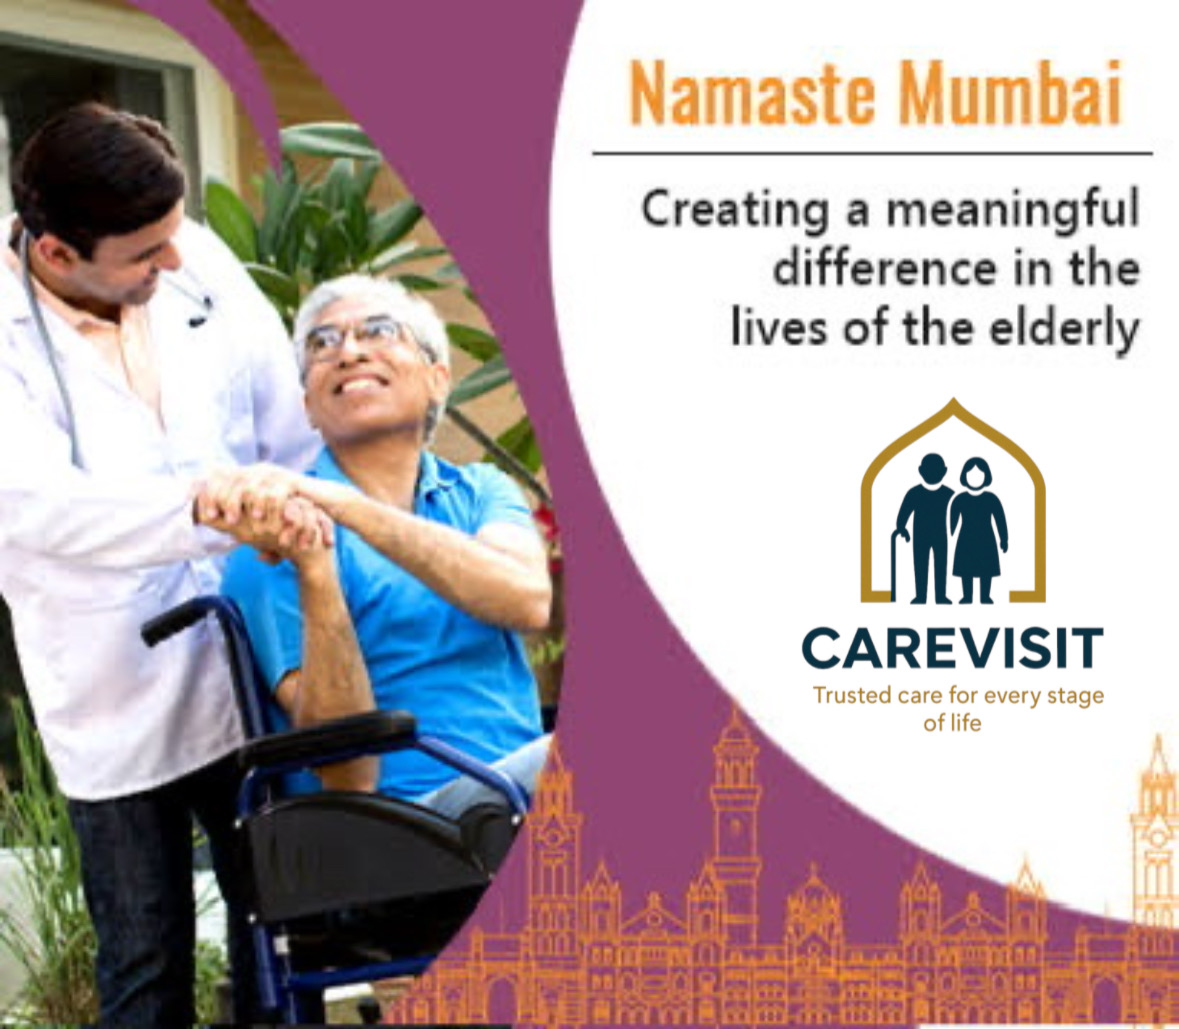 Namaste Mumbai
Creating a meaningful
difference in the
lives of the elderly
CAREVISIT
Trusted care for every stage
of life